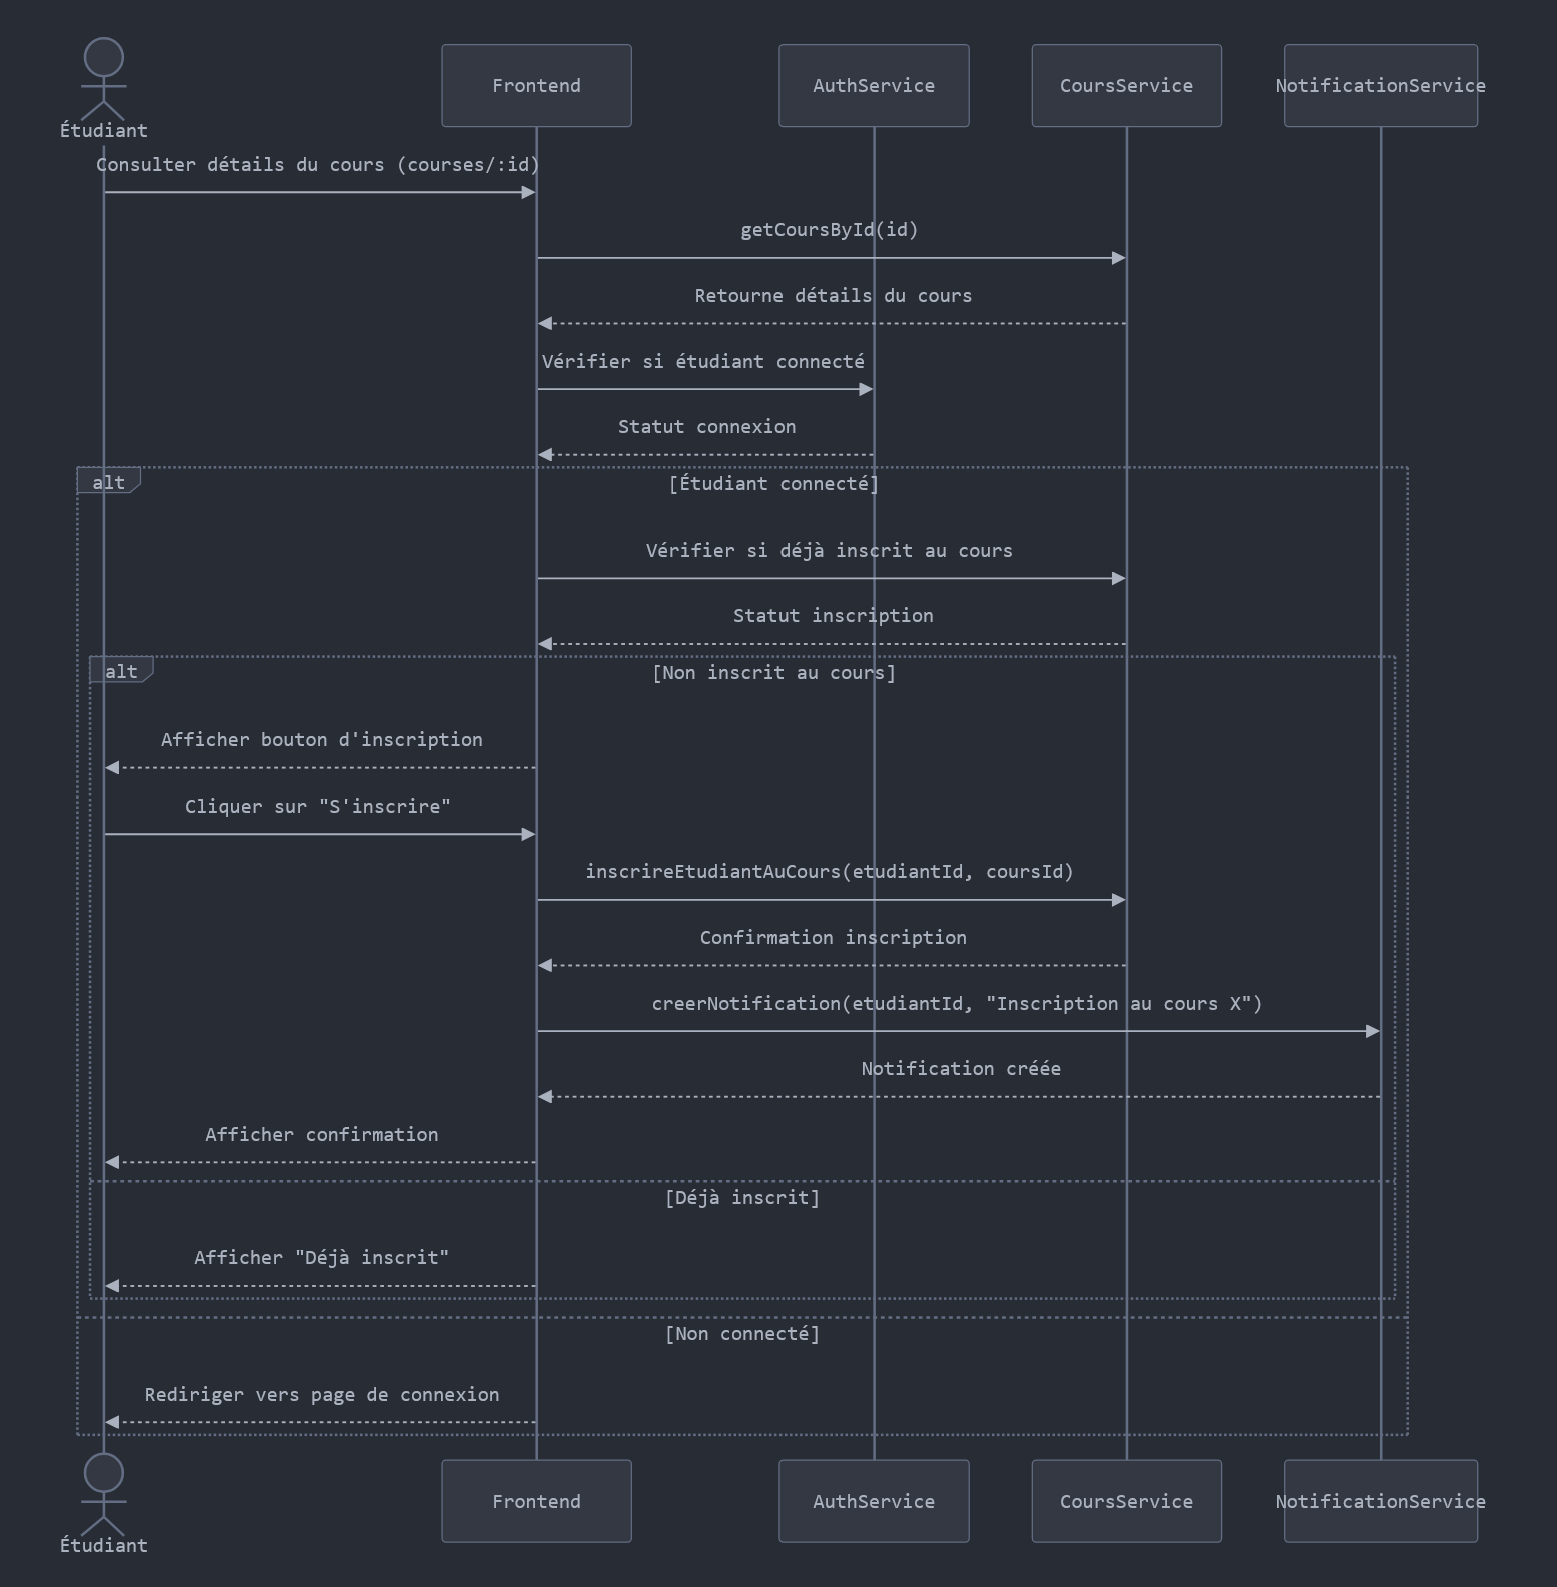 Étudiant
Frontend
AuthService
CoursService
NotificationService
Consulter détails du cours (courses/:id)
getCoursById(id)
Retourne détails du cours
Vérifier si étudiant connecté
Statut connexion
alt
[Étudiant connecté]
Vérifier si déjà inscrit au cours
Statut inscription
alt
[Non inscrit au cours]
Afficher bouton d'inscription
Cliquer sur "S'inscrire"
inscrireEtudiantAuCours(etudiantId, coursId)
Confirmation inscription
creerNotification(etudiantId, "Inscription au cours X")
Notification créée
Afficher confirmation
[Déjà inscrit]
Afficher "Déjà inscrit"
[Non connecté]
Rediriger vers page de connexion
Étudiant
Frontend
AuthService
CoursService
NotificationService